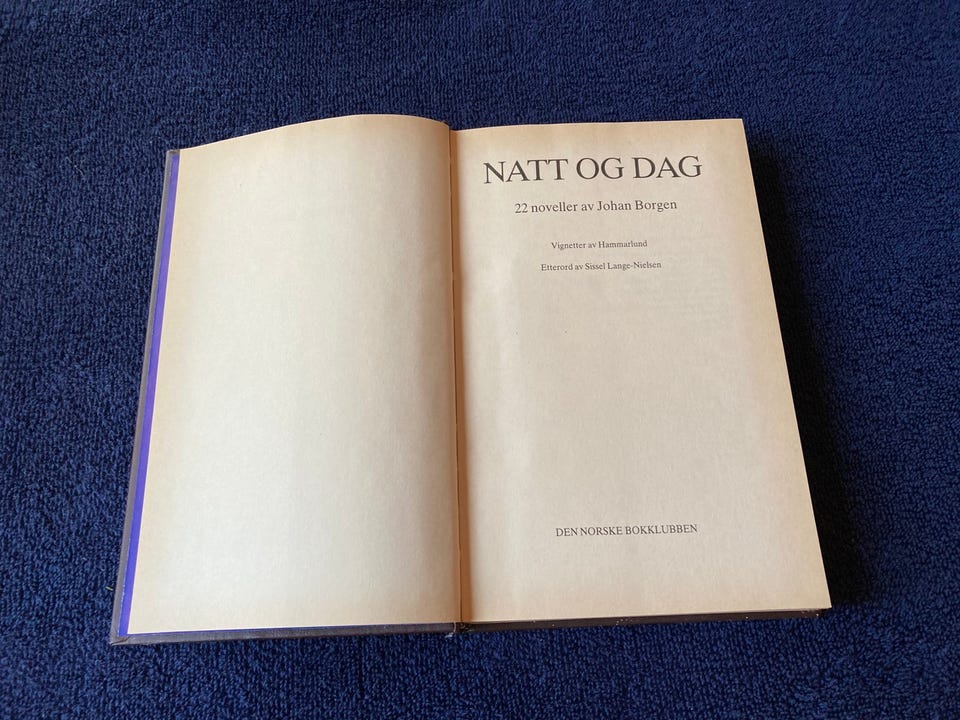 NATT OG DAG
22 noveller av Johan Borgen
Vignetter av Hammarlund
Etterord av Sissel Lange-Nielsen
DEN NORSKE BOKKLUBBEN